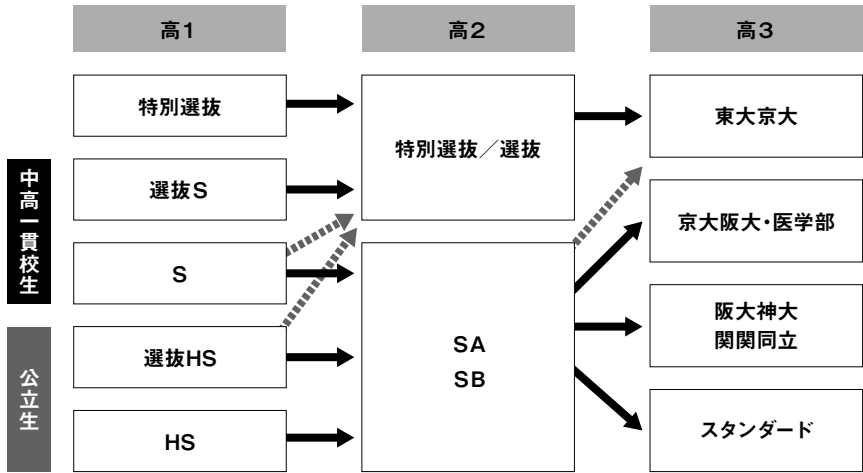 高1
高2
高3
中高一貫校生
公立生
特別選抜
選抜S
S
選抜HS
HS
特別選抜／選抜
SA
SB
東大京大
京大阪大・医学部
阪大神大
関関同立
スタンダード